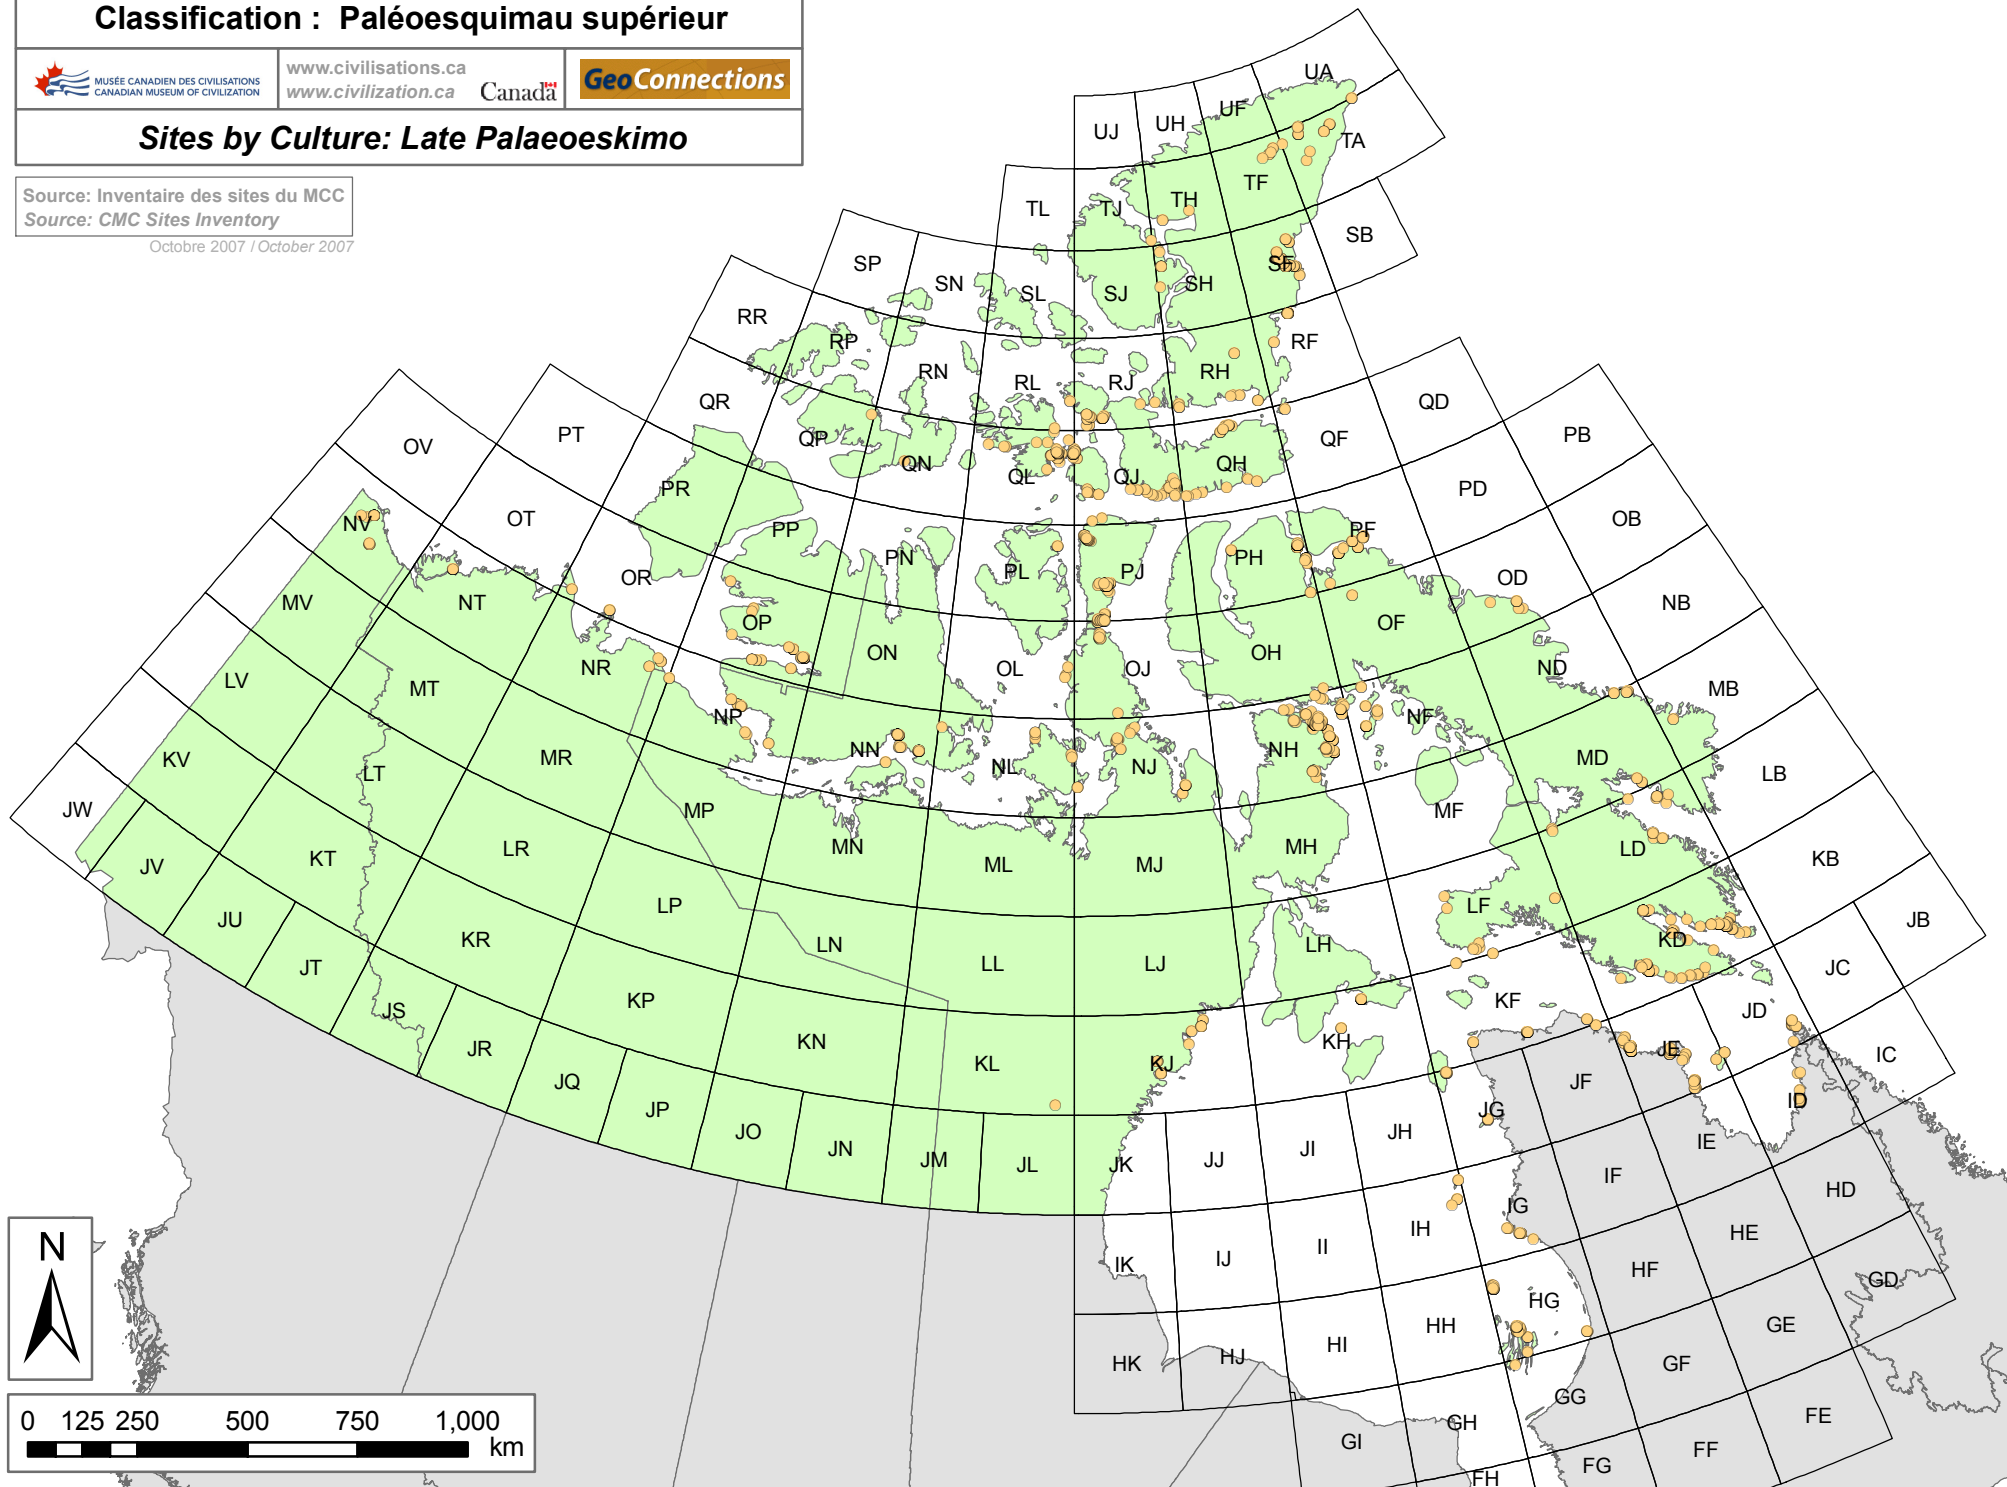 Classification : Paléoesquimau supérieur
MUSÉE CANADIEN DES CIVILISATIONS
CANADIAN MUSEUM OF CIVILIZATION
www.civilisations.ca
www.civilization.ca
Canada
GeoConnections
Sites by Culture: Late Palaeoeskimo
Source: Inventaire des sites du MCC
Source: CMC Sites Inventory
Octobre 2007 / October 2007
UA
UF
UH
UJ
TA
TF
TH
TJ
TL
SB
SF
SH
SJ
SL
SN
SP
RF
RH
RJ
RL
RN
RP
RR
QD
QF
QH
QJ
QL
QN
QP
QR
PB
PD
PF
PH
PJ
PL
PN
PP
PR
PT
OB
OD
OF
OH
OJ
OL
ON
OP
OR
OT
OV
NB
ND
NF
NH
NJ
NL
NN
NP
NR
NT
NV
MB
MD
MF
MH
MJ
ML
MN
MP
MR
MT
MV
LB
LD
LF
LH
LJ
LL
LN
LP
LR
LT
LV
KB
KD
KF
KH
KJ
KL
KN
KP
KR
KT
KV
JB
JC
JD
JE
JF
JG
JH
JI
JJ
JK
JL
JM
JN
JO
JP
JQ
JR
JS
JT
JU
JV
JW
IC
ID
IE
IF
IG
IH
II
IJ
IK
HD
HE
HF
HG
HH
HI
HJ
HK
GD
GE
GF
GG
GH
GI
FE
FF
FG
FH
N
0 125 250 500 750 1,000
km